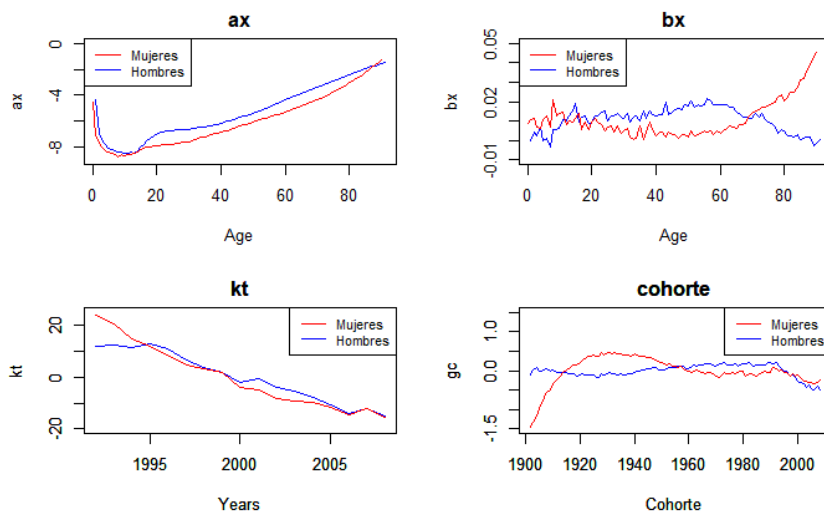 ax
Mujeres
Hombres
ax
0
-4
-8
0 20 40 60 80
Age
bx
Mujeres
Hombres
bx
0.05
0.02
-0.01
0 20 40 60 80
Age
kt
Mujeres
Hombres
kt
20
0
-20
1995 2000 2005
Years
cohorte
Mujeres
Hombres
gc
1.0
0.0
-1.5
1900 1920 1940 1960 1980 2000
Cohorte